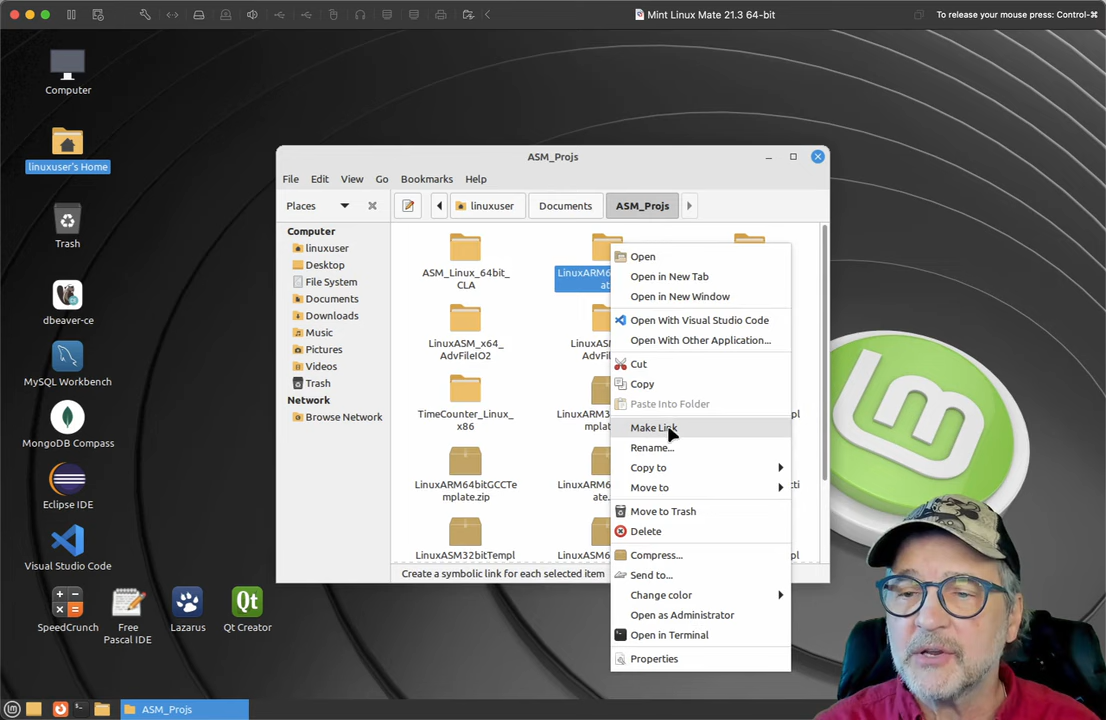 Mint Linux Mate 21.3 64-bit
To release your mouse press: Control-⌘
Computer
linuxuser's Home
Trash
dbeaver-ce
MySQL Workbench
MongoDB Compass
Eclipse IDE
Visual Studio Code
SpeedCrunch
Free
Pascal IDE
Lazarus
Qt Creator
ASM_Projs
File Edit View Go Bookmarks Help
Places
linuxuser
Documents
ASM_Projs
Computer
linuxuser
Desktop
File System
Documents
Downloads
Music
Pictures
Videos
Trash
Network
Browse Network
ASM_Linux_64bit_
CLA
LinuxASM_x64_
AdvFileIO2
TimeCounter_Linux_
x86
LinuxARM64bitGCCTe
mplate.zip
LinuxASM32bitTempl
Create a symbolic link for each selected item
Open
Open in New Tab
Open in New Window
Open With Visual Studio Code
Open With Other Application...
Cut
Copy
Paste Into Folder
Make Link
Rename...
Copy to
Move to
Move to Trash
Delete
Compress...
Send to...
Change color
Open as Administrator
Open in Terminal
Properties
ASM_Projs